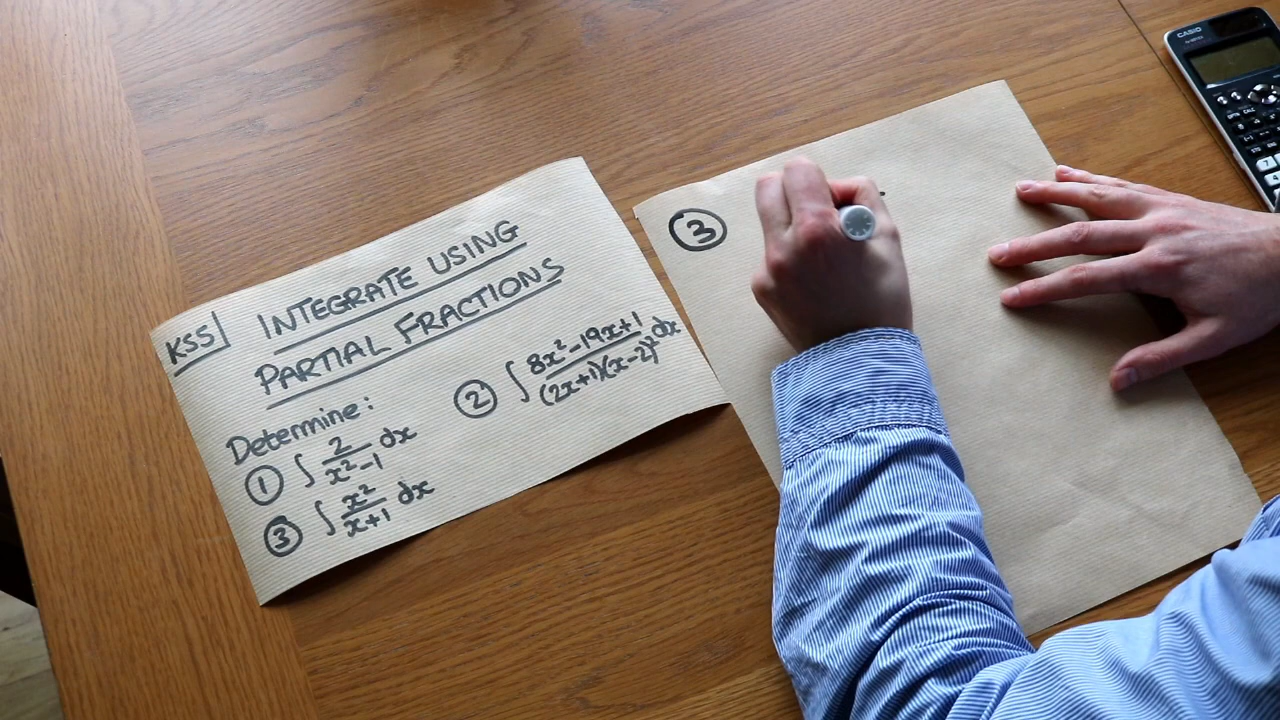 KS5
INTEGRATE USING
PARTIAL FRACTIONS
Determine:
① ∫ 2/(x²-1) dx
② ∫ (8x²-19x+1)/((2x+1)(x-2)²) dx
③ ∫ x²/(x+1) dx
③
CASIO